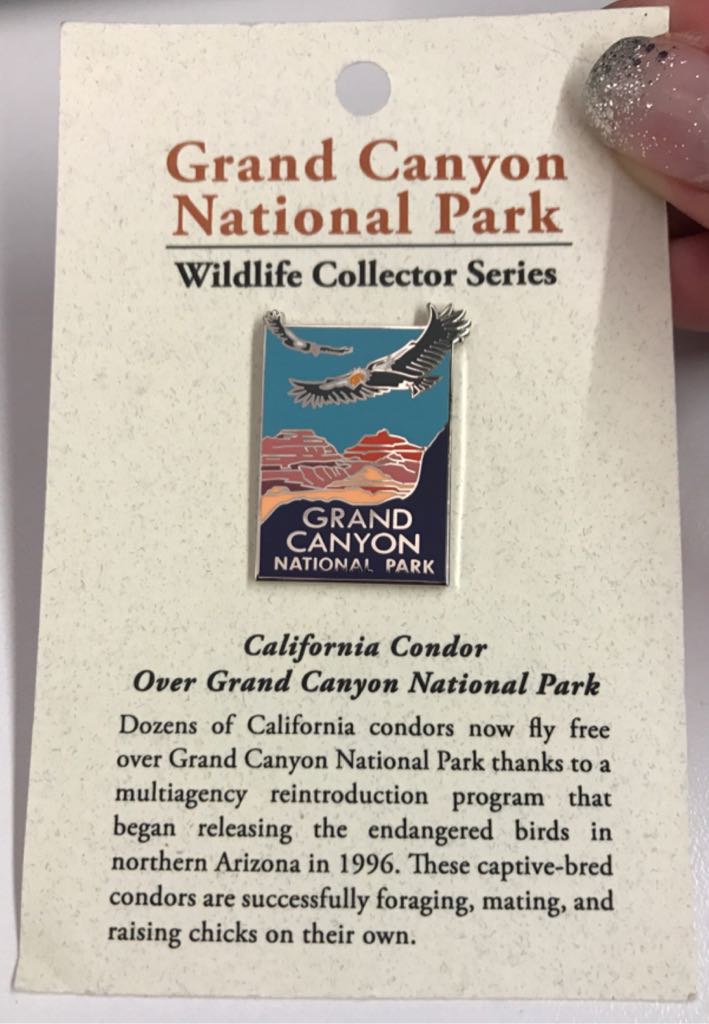 Grand Canyon
National Park
Wildlife Collector Series
GRAND
CANYON
NATIONAL PARK
California Condor
Over Grand Canyon National Park
Dozens of California condors now fly free
over Grand Canyon National Park thanks to a
multiagency reintroduction program that
began releasing the endangered birds in
northern Arizona in 1996. These captive-bred
condors are successfully foraging, mating, and
raising chicks on their own.